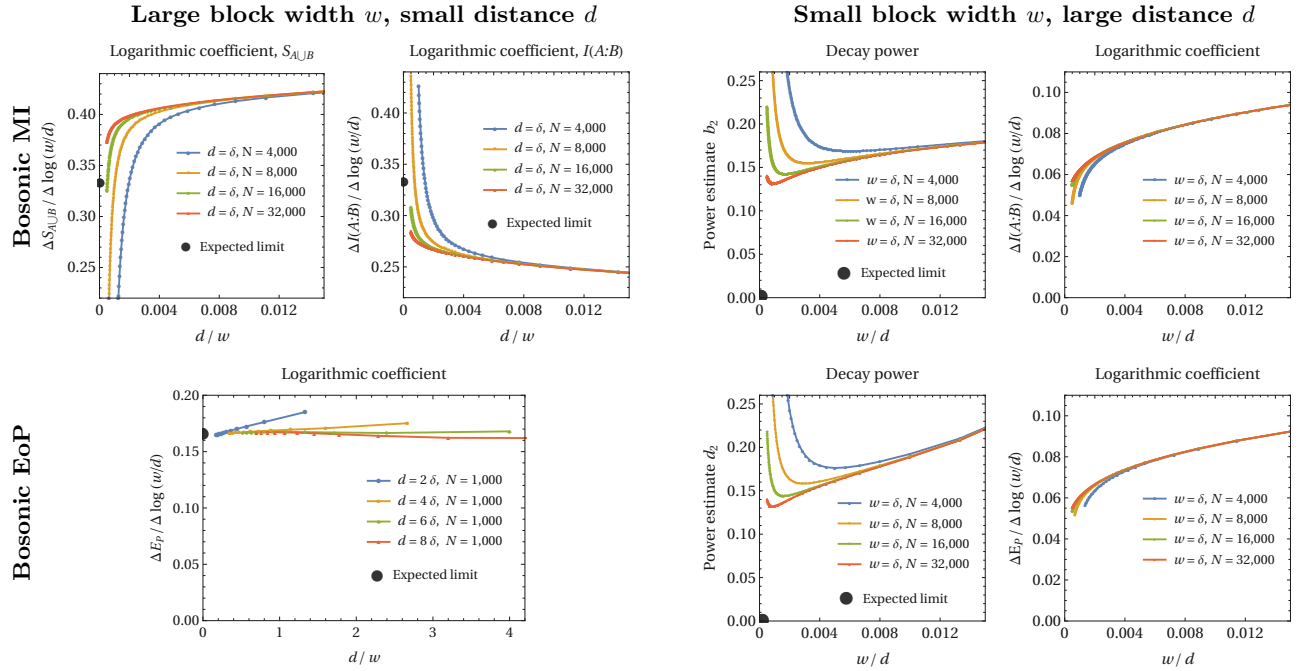 Large block width w, small distance d
Small block width w, large distance d
Bosonic MI
Logarithmic coefficient, S_{A⋃B}
ΔS_{A⋃B} / Δ log (w/d)
0.40
0.35
0.30
0.25
d = δ, N = 4,000
d = δ, N = 8,000
d = δ, N = 16,000
d = δ, N = 32,000
Expected limit
0 0.004 0.008 0.012
d / w
Logarithmic coefficient, I(A:B)
ΔI(A:B) / Δ log (w/d)
0.40
0.35
0.30
0.25
d = δ, N = 4,000
d = δ, N = 8,000
d = δ, N = 16,000
d = δ, N = 32,000
Expected limit
0 0.004 0.008 0.012
d / w
Decay power
Power estimate b_2
0.25
0.20
0.15
0.10
0.05
0.00
w = δ, N = 4,000
w = δ, N = 8,000
w = δ, N = 16,000
w = δ, N = 32,000
Expected limit
0 0.004 0.008 0.012
w / d
Logarithmic coefficient
ΔI(A:B) / Δ log (w/d)
0.10
0.08
0.06
0.04
0.02
0.00
w = δ, N = 4,000
w = δ, N = 8,000
w = δ, N = 16,000
w = δ, N = 32,000
0 0.004 0.008 0.012
w / d
Bosonic EoP
Logarithmic coefficient
ΔE_P / Δ log (w/d)
0.20
0.15
0.10
0.05
0.00
d = 2 δ, N = 1,000
d = 4 δ, N = 1,000
d = 6 δ, N = 1,000
d = 8 δ, N = 1,000
Expected limit
0 1 2 3 4
d / w
Decay power
Power estimate d_2
0.25
0.20
0.15
0.10
0.05
0.00
w = δ, N = 4,000
w = δ, N = 8,000
w = δ, N = 16,000
w = δ, N = 32,000
Expected limit
0 0.004 0.008 0.012
w / d
Logarithmic coefficient
ΔE_P / Δ log (w/d)
0.10
0.08
0.06
0.04
0.02
0.00
w = δ, N = 4,000
w = δ, N = 8,000
w = δ, N = 16,000
w = δ, N = 32,000
0 0.004 0.008 0.012
w / d